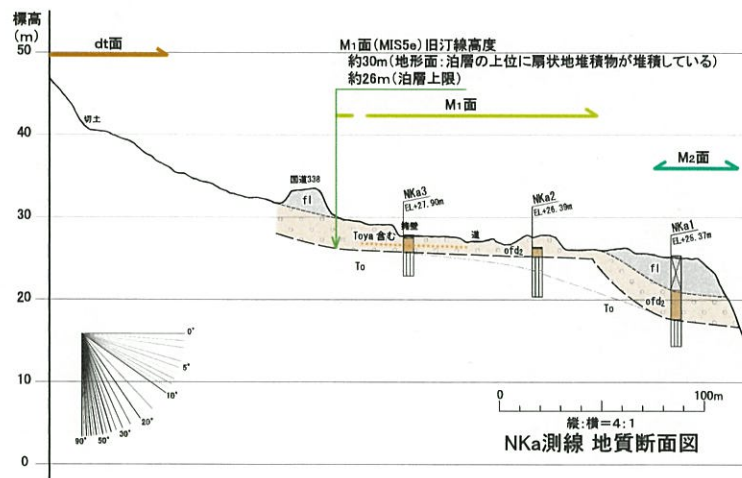 標高
(m)
50
40
30
20
10
0
dt面
M₁面(MIS5e)旧汀線高度
約30m(地形面:泊層の上位に扇状地堆積物が堆積している)
約26m(泊層上限)
M₁面
M₂面
切土
国道338
fl
NKa3
EL+27.90m
擁壁
Toya 含む
道
NKa2
EL+26.39m
ofd₂
NKa1
EL+25.37m
fl
ofd₂
To
To
0°
5°
10°
20°
30°
50°
90°
0
100m
縦:横=4:1
NKa測線 地質断面図